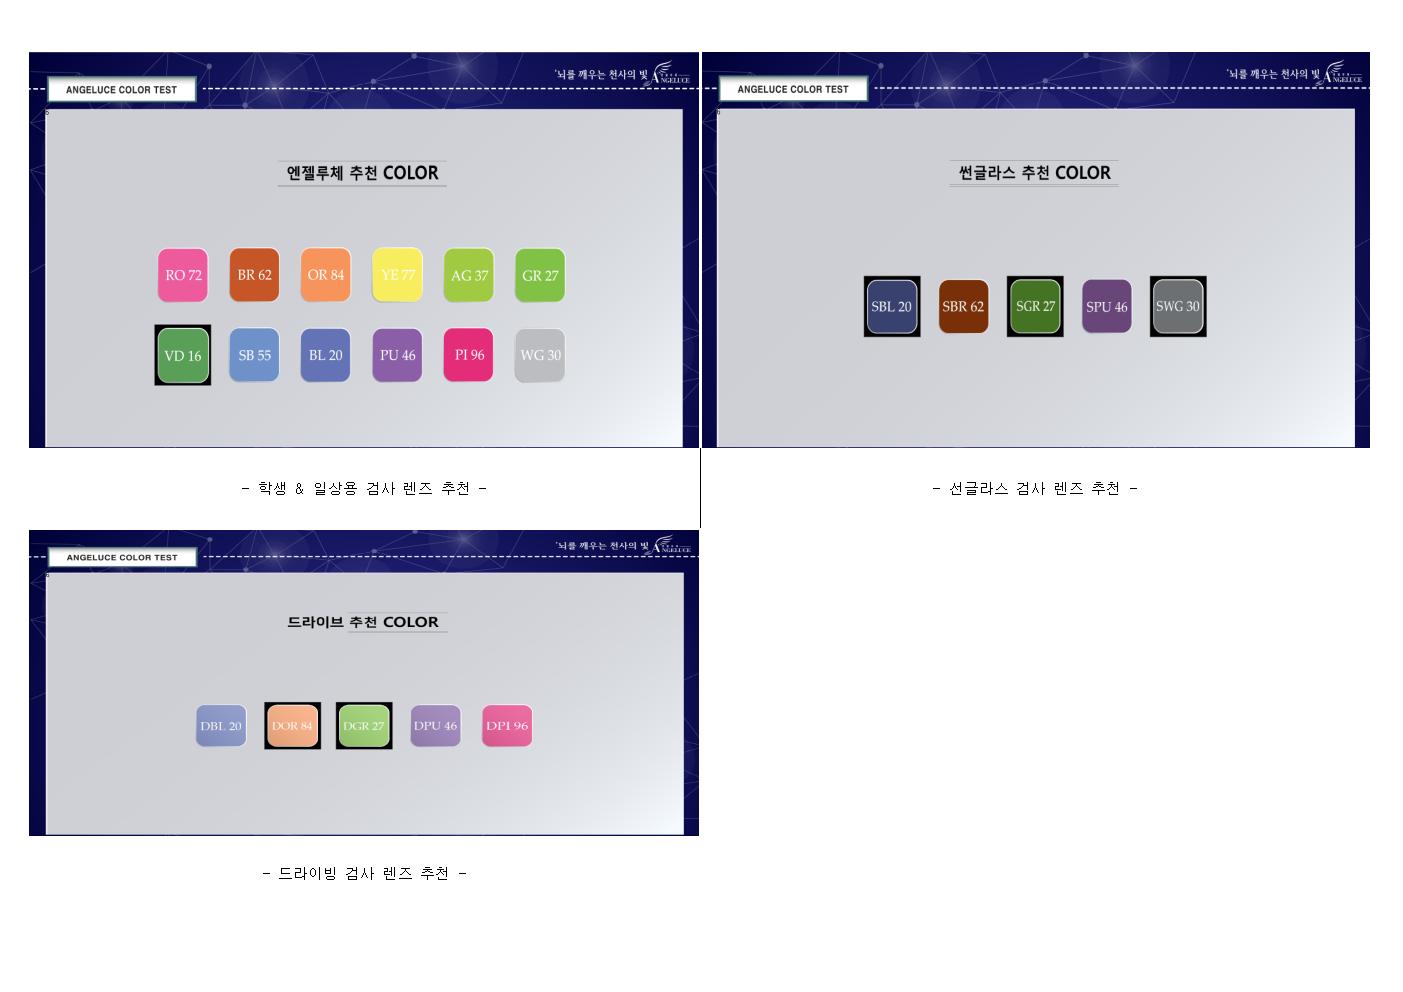 '뇌를 깨우는 천사의 빛 ANGELUCE
ANGELUCE COLOR TEST
엔젤루체 추천 COLOR
RO 72 BR 62 OR 84 YE 77 AG 37 GR 27
VD 16 SB 55 BL 20 PU 46 PI 96 WG 30
- 학생 & 일상용 검사 렌즈 추천 -
'뇌를 깨우는 천사의 빛 ANGELUCE
ANGELUCE COLOR TEST
썬글라스 추천 COLOR
SBL 20 SBR 62 SGR 27 SPU 46 SWG 30
- 선글라스 검사 렌즈 추천 -
'뇌를 깨우는 천사의 빛 ANGELUCE
ANGELUCE COLOR TEST
드라이브 추천 COLOR
DBL 20 DOR 84 DGR 27 DPU 46 DPI 96
- 드라이빙 검사 렌즈 추천 -